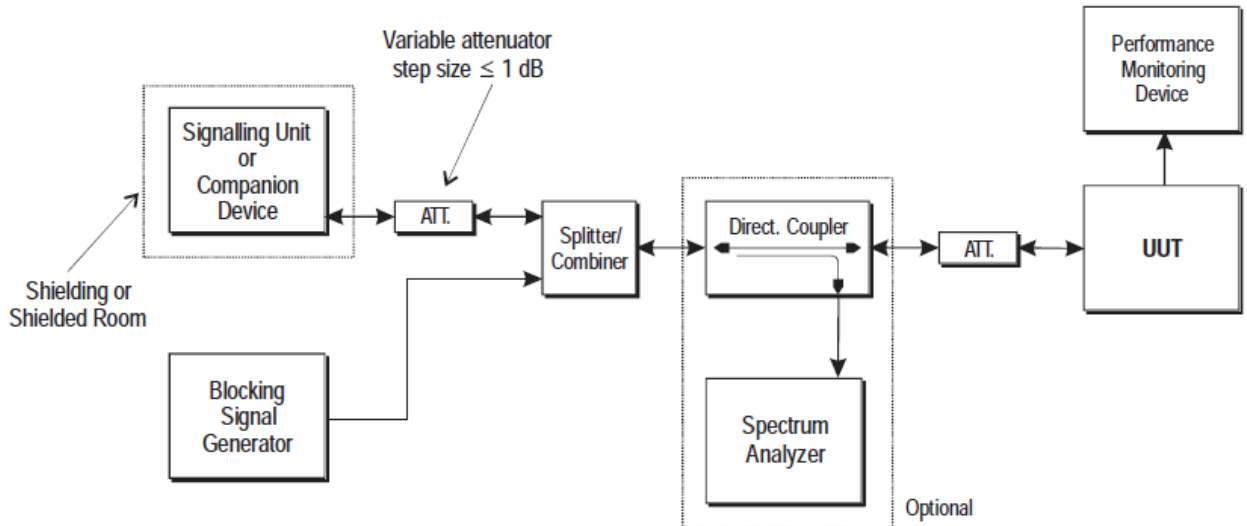 Variable attenuator
step size ≤ 1 dB
Performance
Monitoring
Device
Signalling Unit
or
Companion
Device
ATT.
Splitter/
Combiner
Direct. Coupler
ATT.
UUT
Shielding or
Shielded Room
Blocking
Signal
Generator
Spectrum
Analyzer
Optional